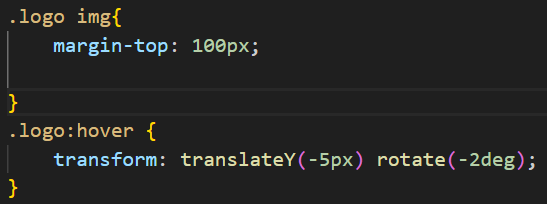 .logo img{
    margin-top: 100px;
}
.logo:hover {
    transform: translateY(-5px) rotate(-2deg);
}